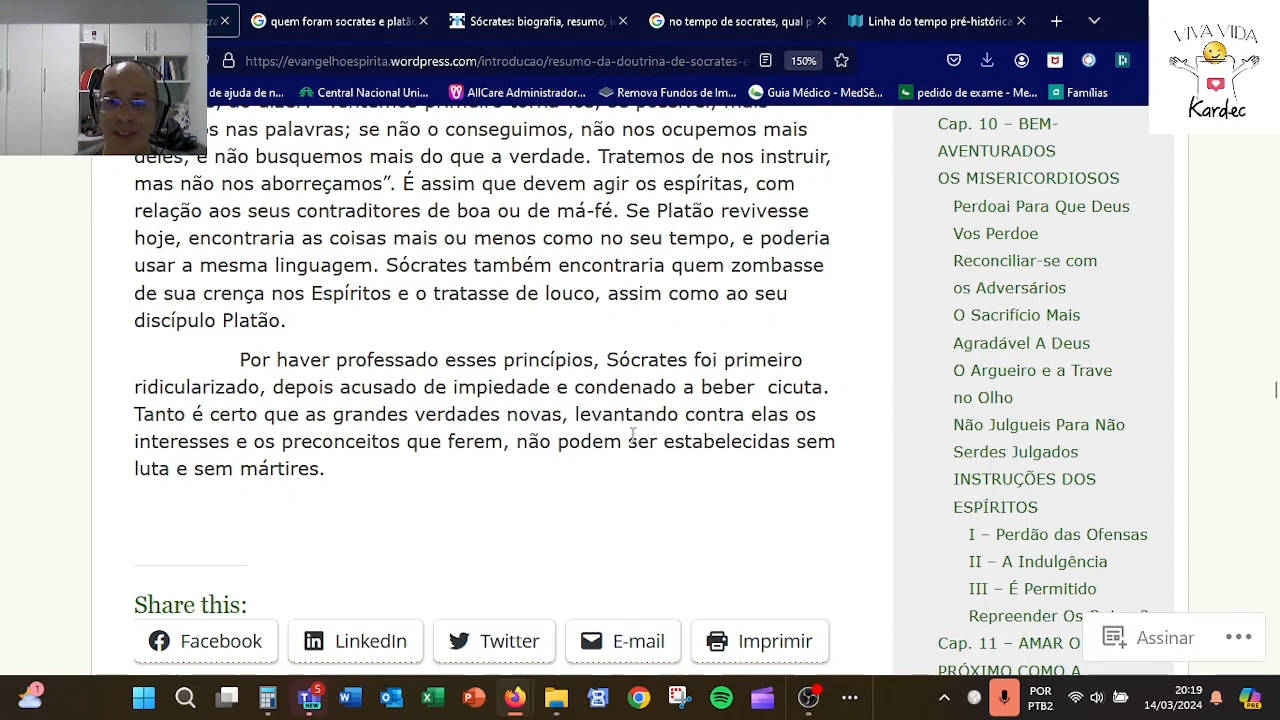 quem foram socrates e platão
Sócrates: biografia, resumo, i
no tempo de socrates, qual p
Linha do tempo pré-histórica
https://evangelhoespirita.wordpress.com/introducao/resumo-da-doutrina-de-socrates-e
150%
de ajuda de n...
Central Nacional Uni...
AllCare Administrador...
Remova Fundos de Im...
Guia Médico - MedSê...
pedido de exame - Me...
Famílias
VIVA VIDA
Kardec
nas palavras; se não o conseguimos, não nos ocupemos mais
deles, e não busquemos mais do que a verdade. Tratemos de nos instruir,
mas não nos aborreçamos”. É assim que devem agir os espíritas, com
relação aos seus contraditores de boa ou de má-fé. Se Platão revivesse
hoje, encontraria as coisas mais ou menos como no seu tempo, e poderia
usar a mesma linguagem. Sócrates também encontraria quem zombasse
de sua crença nos Espíritos e o tratasse de louco, assim como ao seu
discípulo Platão.
Por haver professado esses princípios, Sócrates foi primeiro
ridicularizado, depois acusado de impiedade e condenado a beber cicuta.
Tanto é certo que as grandes verdades novas, levantando contra elas os
interesses e os preconceitos que ferem, não podem ser estabelecidas sem
luta e sem mártires.
Share this:
Facebook
LinkedIn
Twitter
E-mail
Imprimir
Cap. 10 – BEM-
AVENTURADOS
OS MISERICORDIOSOS
Perdoai Para Que Deus
Vos Perdoe
Reconciliar-se com
os Adversários
O Sacrifício Mais
Agradável A Deus
O Argueiro e a Trave
no Olho
Não Julgueis Para Não
Serdes Julgados
INSTRUÇÕES DOS
ESPÍRITOS
I – Perdão das Ofensas
II – A Indulgência
III – É Permitido
Repreender Os
Cap. 11 – AMAR O
PRÓXIMO COMO A
Assinar
1
5
NEW
POR
PTB2
20:19
14/03/2024
PRE